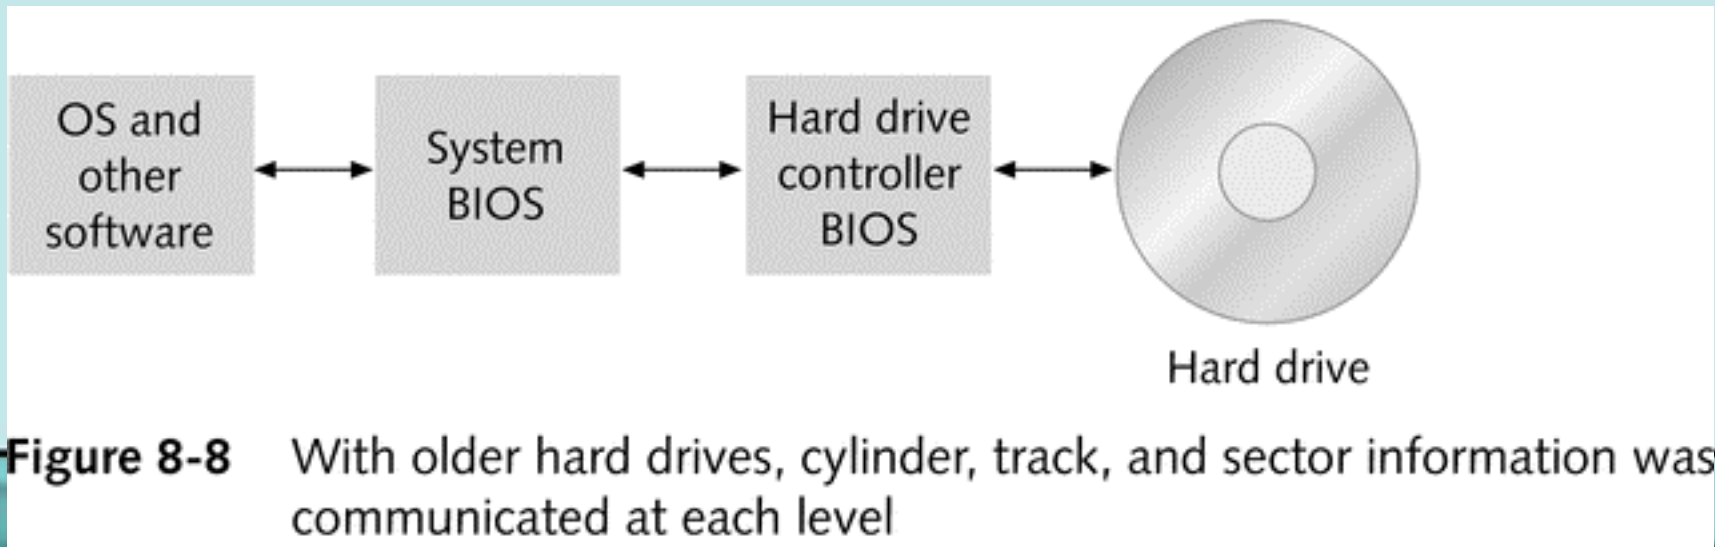 OS and
other
software
System
BIOS
Hard drive
controller
BIOS
Hard drive
Figure 8-8 With older hard drives, cylinder, track, and sector information was
communicated at each level